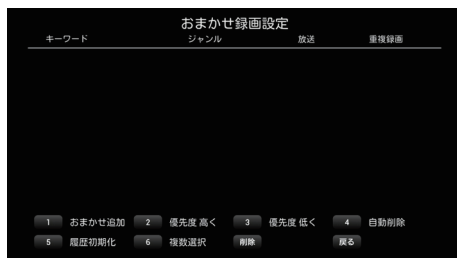 おまかせ録画設定
キーワード ジャンル 放送 重複録画
1 おまかせ追加 2 優先度 高く 3 優先度 低く 4 自動削除
5 履歴初期化 6 複数選択 削除 戻る